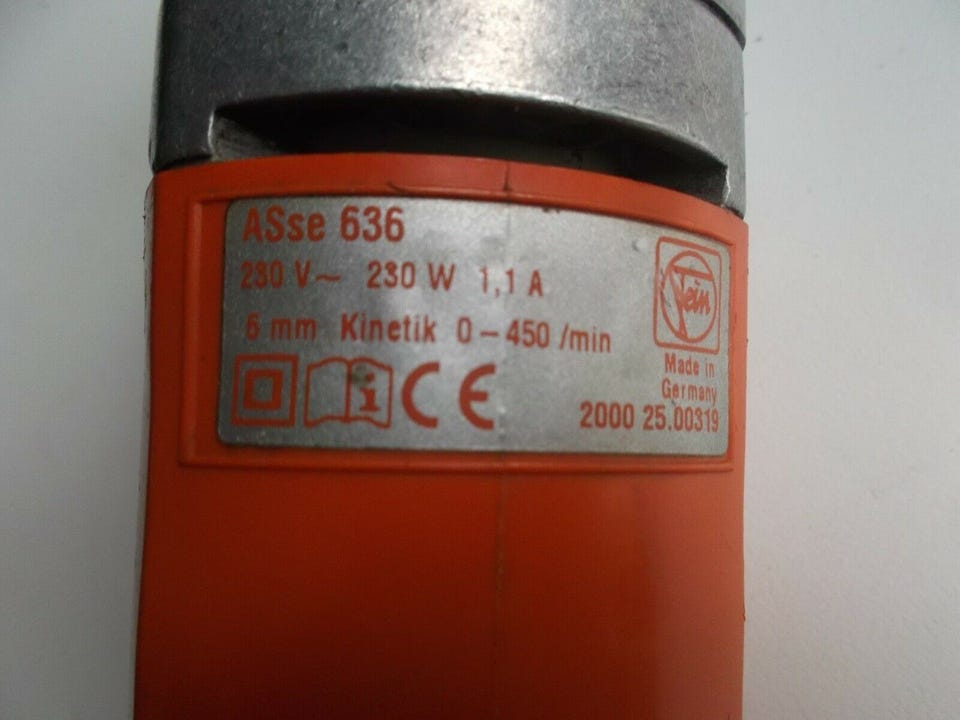 ASse 636
230 V~ 230 W 1,1 A
6 mm Kinetik 0–450 /min
Fein
Made in
Germany
i CE
2000 25.00319